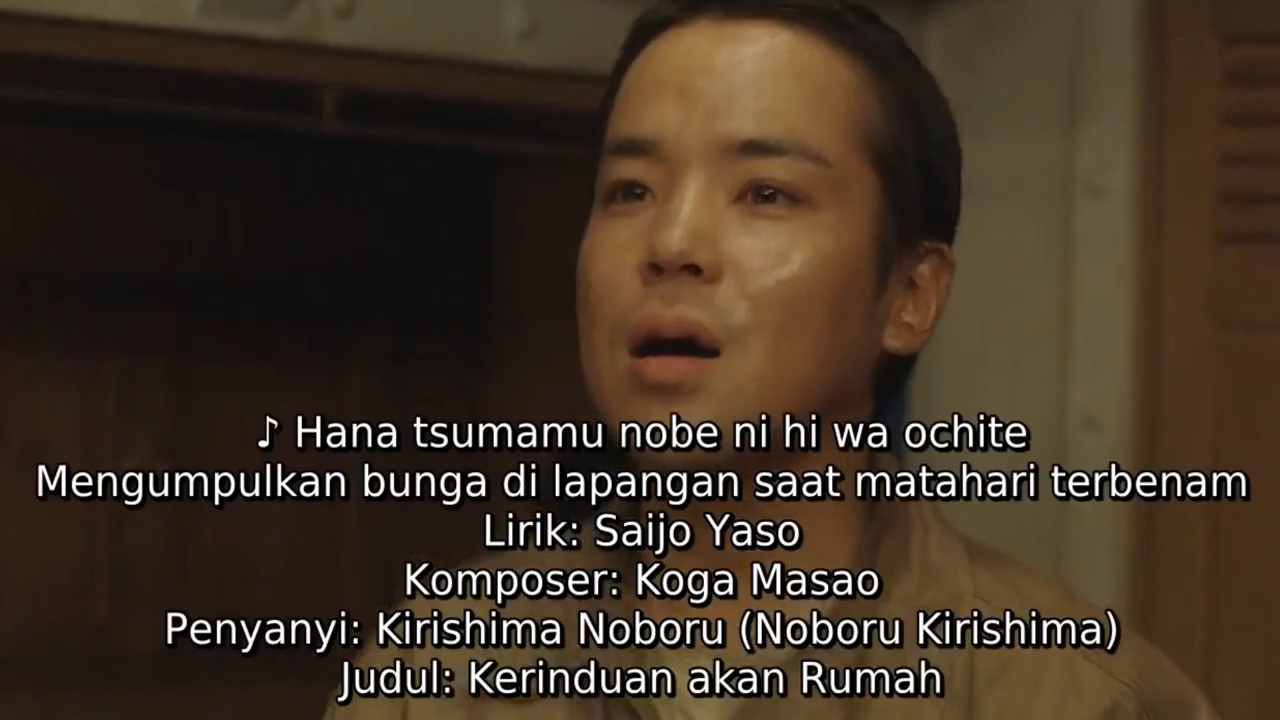 ♪ Hana tsumamu nobe ni hi wa ochite
Mengumpulkan bunga di lapangan saat matahari terbenam
Lirik: Saijo Yaso
Komposer: Koga Masao
Penyanyi: Kirishima Noboru (Noboru Kirishima)
Judul: Kerinduan akan Rumah